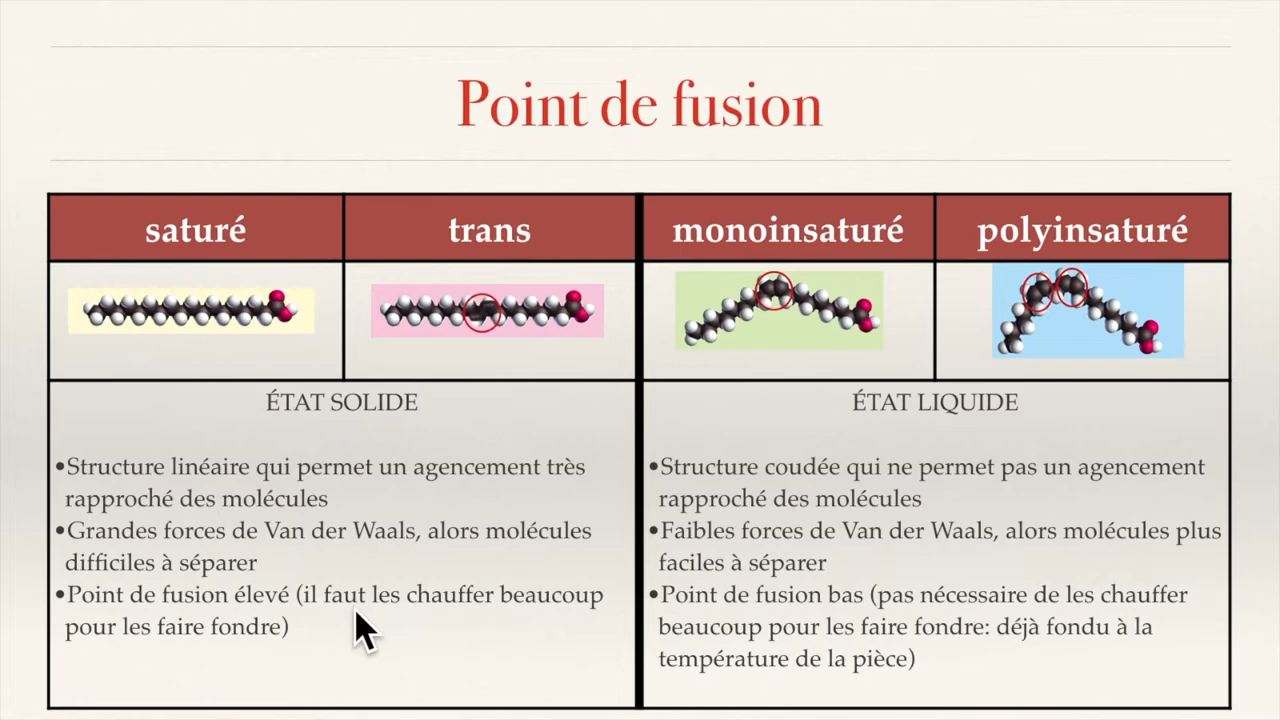 Point de fusion
saturé
trans
monoinsaturé
polyinsaturé
ÉTAT SOLIDE
•Structure linéaire qui permet un agencement très
rapproché des molécules
•Grandes forces de Van der Waals, alors molécules
difficiles à séparer
•Point de fusion élevé (il faut les chauffer beaucoup
pour les faire fondre)
ÉTAT LIQUIDE
•Structure coudée qui ne permet pas un agencement
rapproché des molécules
•Faibles forces de Van der Waals, alors molécules plus
faciles à séparer
•Point de fusion bas (pas nécessaire de les chauffer
beaucoup pour les faire fondre: déjà fondu à la
température de la pièce)